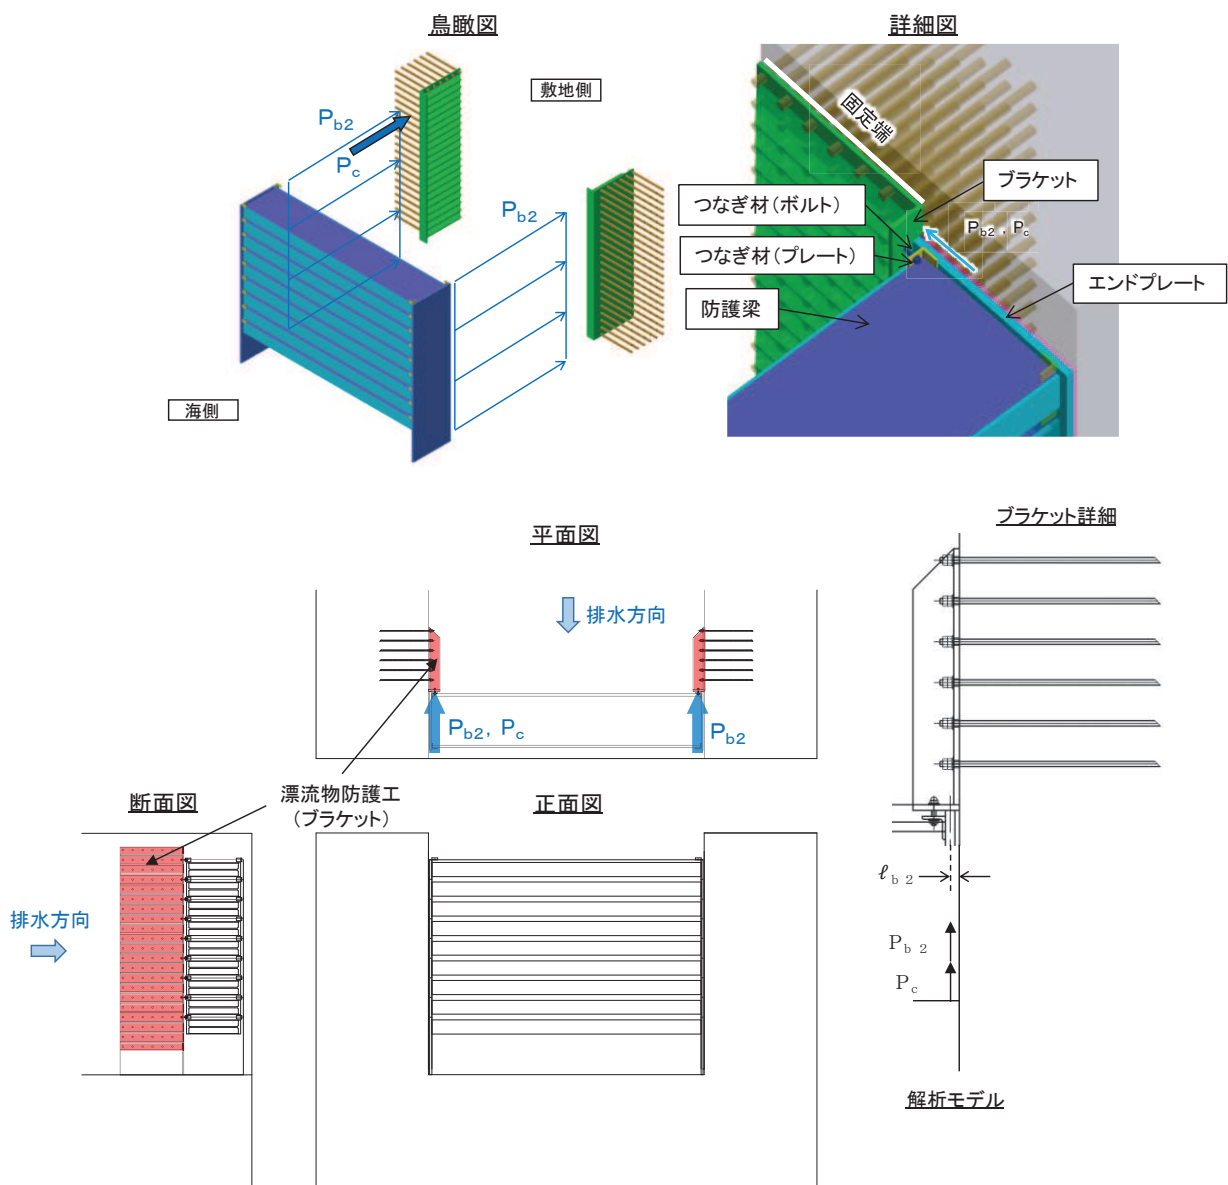 鳥瞰図
敷地側
Pb2
Pc
Pb2
海側
詳細図
固定端
ブラケット
つなぎ材(ボルト)
Pb2 , Pc
つなぎ材(プレート)
エンドプレート
防護梁
平面図
排水方向
Pb2, Pc
Pb2
ブラケット詳細
断面図
漂流物防護工
(ブラケット)
正面図
排水方向
ℓb2
Pb2
Pc
解析モデル